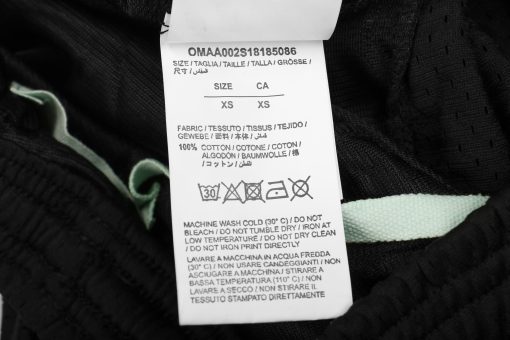 OMAA002S18185086
SIZE / TAGLIA / TAILLE / TALLA / GRÖSSE /
尺寸 / قياس /
SIZE CA
XS XS
FABRIC / TESSUTO / TISSUS / TEJIDO /
GEWEBE / 面料 / 本体 / قماش /
100% COTTON / COTONE / COTON /
ALGODÓN / BAUMWOLLE / 棉
/ コットン / قطن /
30
MACHINE WASH COLD (30° C) / DO NOT
BLEACH / DO NOT TUMBLE DRY / IRON AT
LOW TEMPERATURE / DO NOT DRY CLEAN
/ DO NOT IRON PRINT DIRECTLY
LAVARE A MACCHINA IN ACQUA FREDDA
(30° C) / NON USARE CANDEGGIANTI / NON
ASCIUGARE A MACCHINA / STIRARE A
BASSA TEMPERATURA (110° C) / NON
LAVARE A SECCO / NON STIRARE IL
TESSUTO STAMPATO DIRETTAMENTE